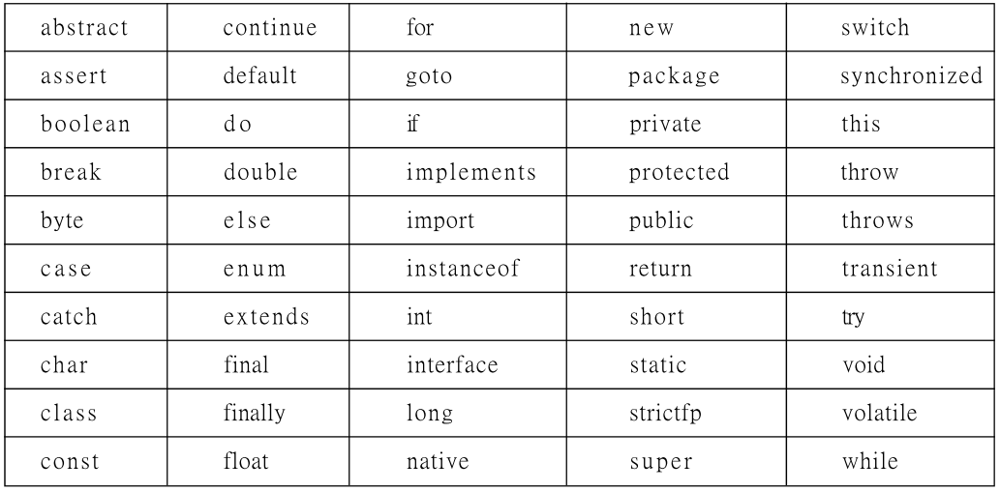 abstract continue for new switch
assert default goto package synchronized
boolean do if private this
break double implements protected throw
byte else import public throws
case enum instanceof return transient
catch extends int short try
char final interface static void
class finally long strictfp volatile
const float native super while